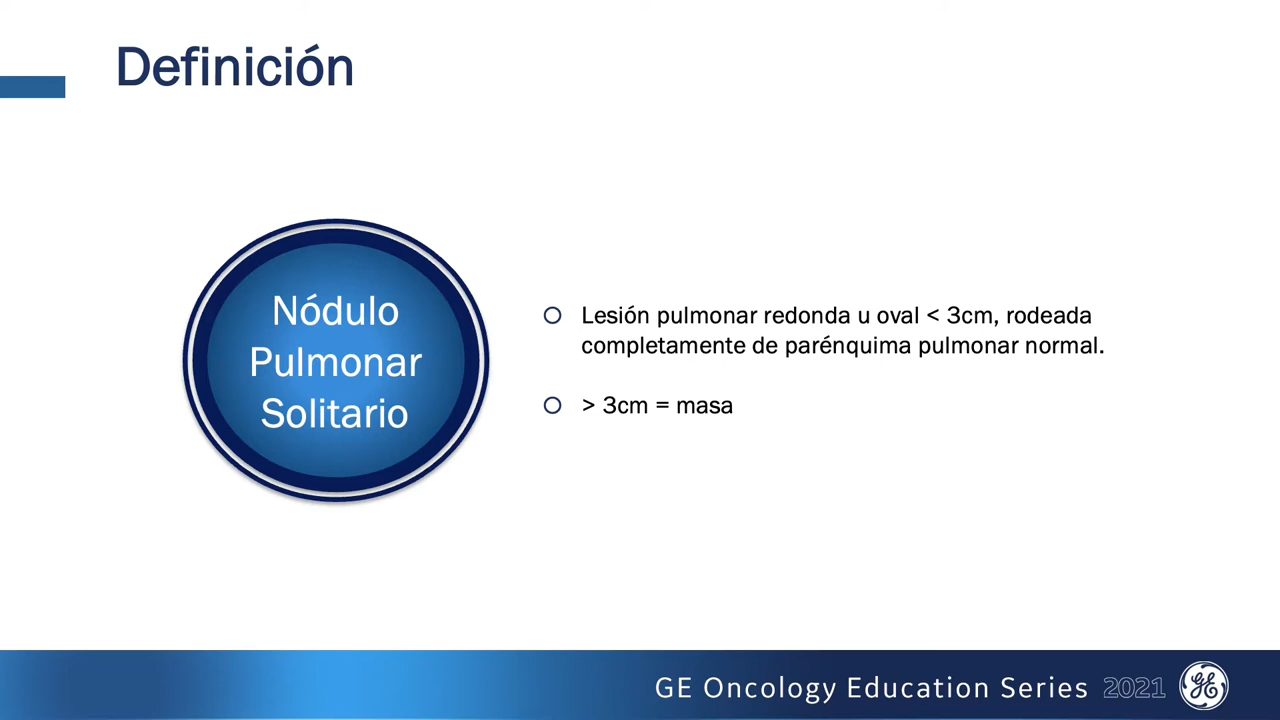 Definición
Nódulo
Pulmonar
Solitario
Lesión pulmonar redonda u oval < 3cm, rodeada
completamente de parénquima pulmonar normal.
> 3cm = masa
GE Oncology Education Series 2021
GE